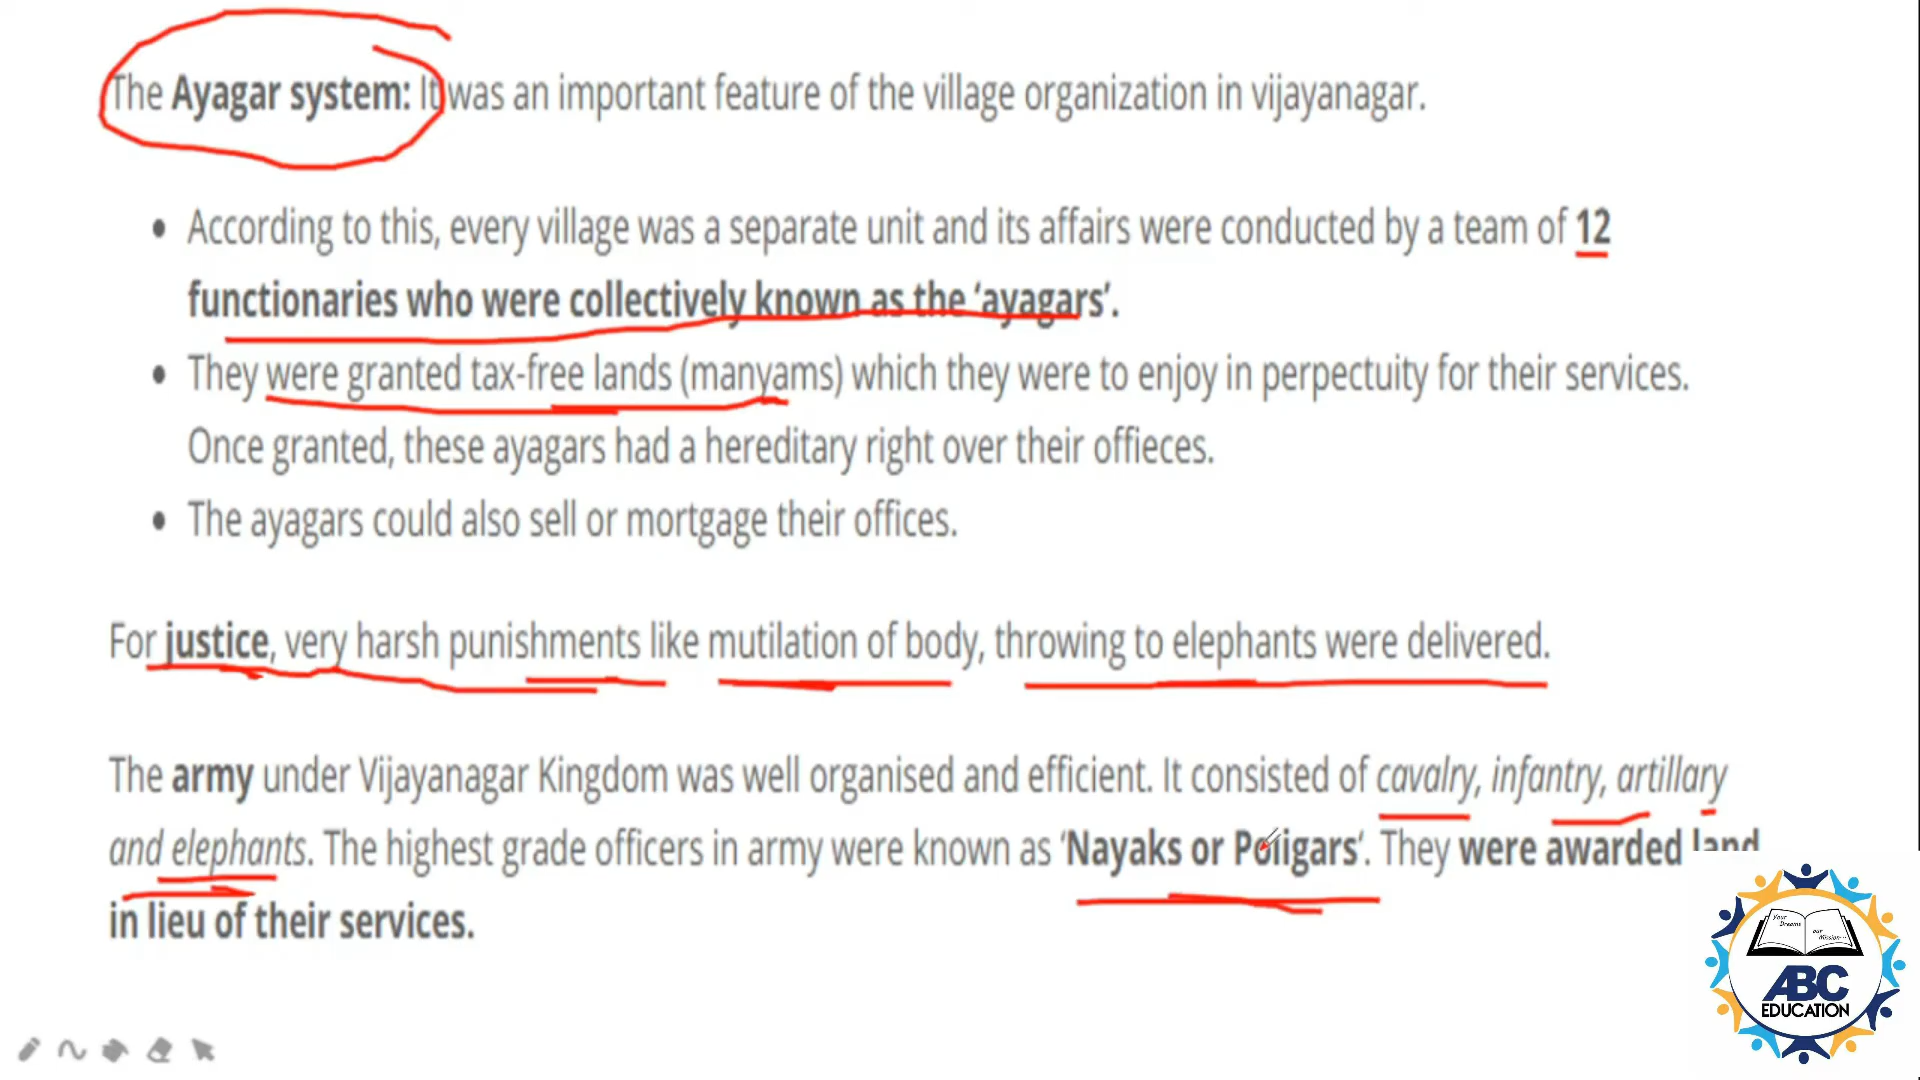 The Ayagar system: It was an important feature of the village organization in vijayanagar.
• According to this, every village was a separate unit and its affairs were conducted by a team of 12
functionaries who were collectively known as the ‘ayagars’.
• They were granted tax-free lands (manyams) which they were to enjoy in perpectuity for their services.
Once granted, these ayagars had a hereditary right over their offieces.
• The ayagars could also sell or mortgage their offices.
For justice, very harsh punishments like mutilation of body, throwing to elephants were delivered.
The army under Vijayanagar Kingdom was well organised and efficient. It consisted of cavalry, infantry, artillary
and elephants. The highest grade officers in army were known as ‘Nayaks or Poligars‘. They were awarded land
in lieu of their services.
Your Dreams
our Mission...
ABC
EDUCATION